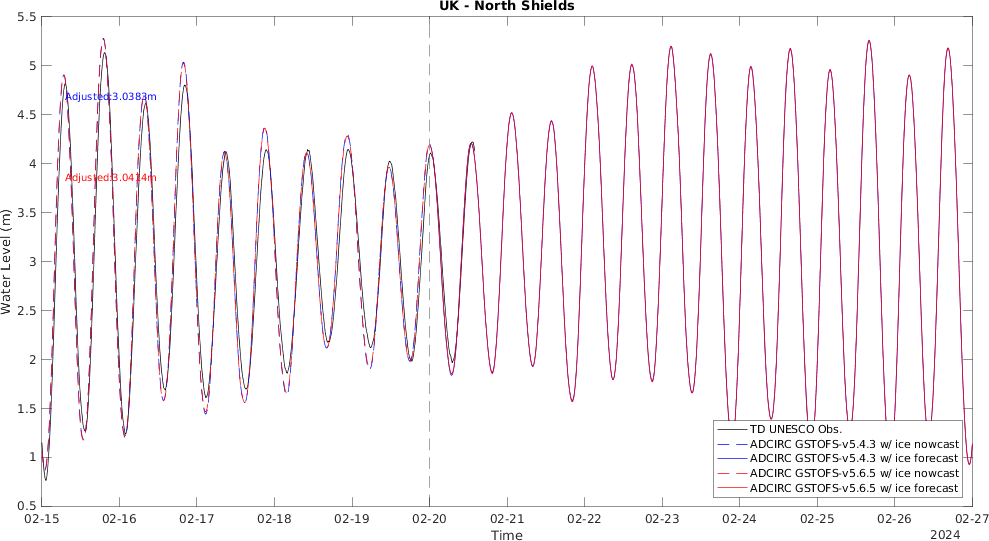 UK - North Shields
5.5
5
4.5
4
3.5
3
2.5
2
1.5
1
0.5
Water Level (m)
Adjusted:3.0383m
Adjusted:3.0414m
TD UNESCO Obs.
ADCIRC GSTOFS-v5.4.3 w/ ice nowcast
ADCIRC GSTOFS-v5.4.3 w/ ice forecast
ADCIRC GSTOFS-v5.6.5 w/ ice nowcast
ADCIRC GSTOFS-v5.6.5 w/ ice forecast
02-15 02-16 02-17 02-18 02-19 02-20 02-21 02-22 02-23 02-24 02-25 02-26 02-27
Time
2024